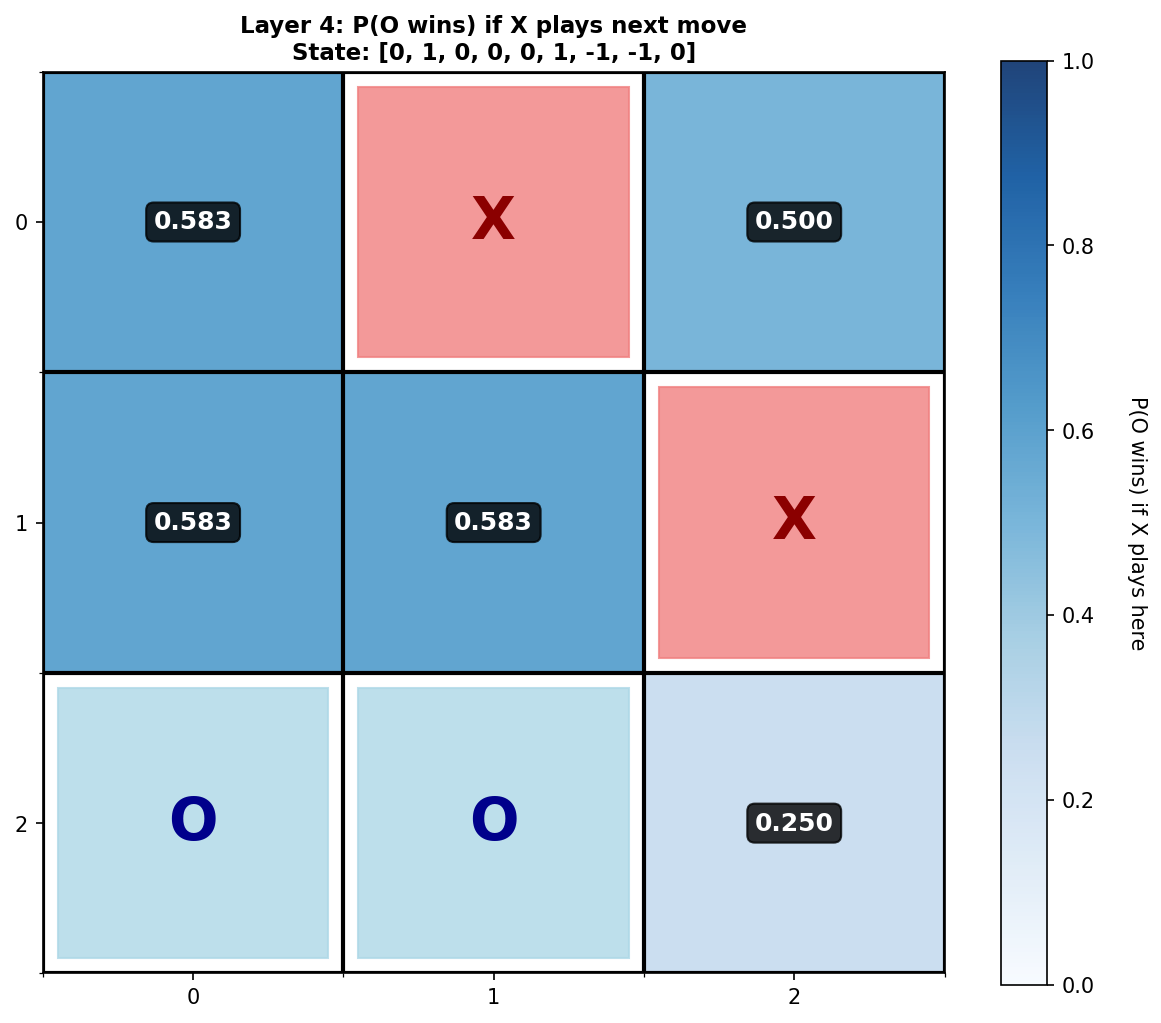 Layer 4: P(O wins) if X plays next move
State: [0, 1, 0, 0, 0, 1, -1, -1, 0]
0
0.583
X
0.500
1
0.583
0.583
X
2
O
O
0.250
0
1
2
1.0
0.8
0.6
0.4
0.2
0.0
P(O wins) if X plays here